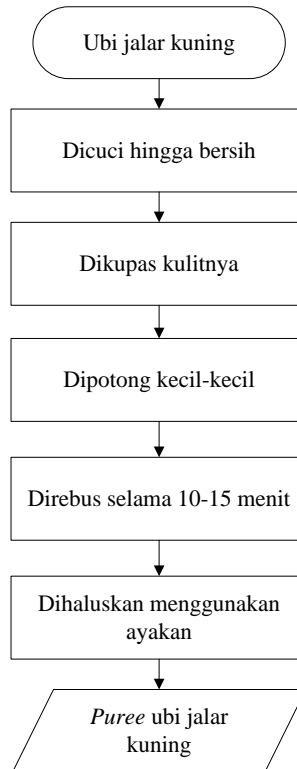 Ubi jalar kuning
Dicuci hingga bersih
Dikupas kulitnya
Dipotong kecil-kecil
Direbus selama 10-15 menit
Dihaluskan menggunakan
ayakan
Puree ubi jalar
kuning